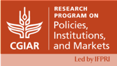 RESEARCH
PROGRAM ON
Policies,
Institutions,
and Markets
CGIAR
Led by IFPRI